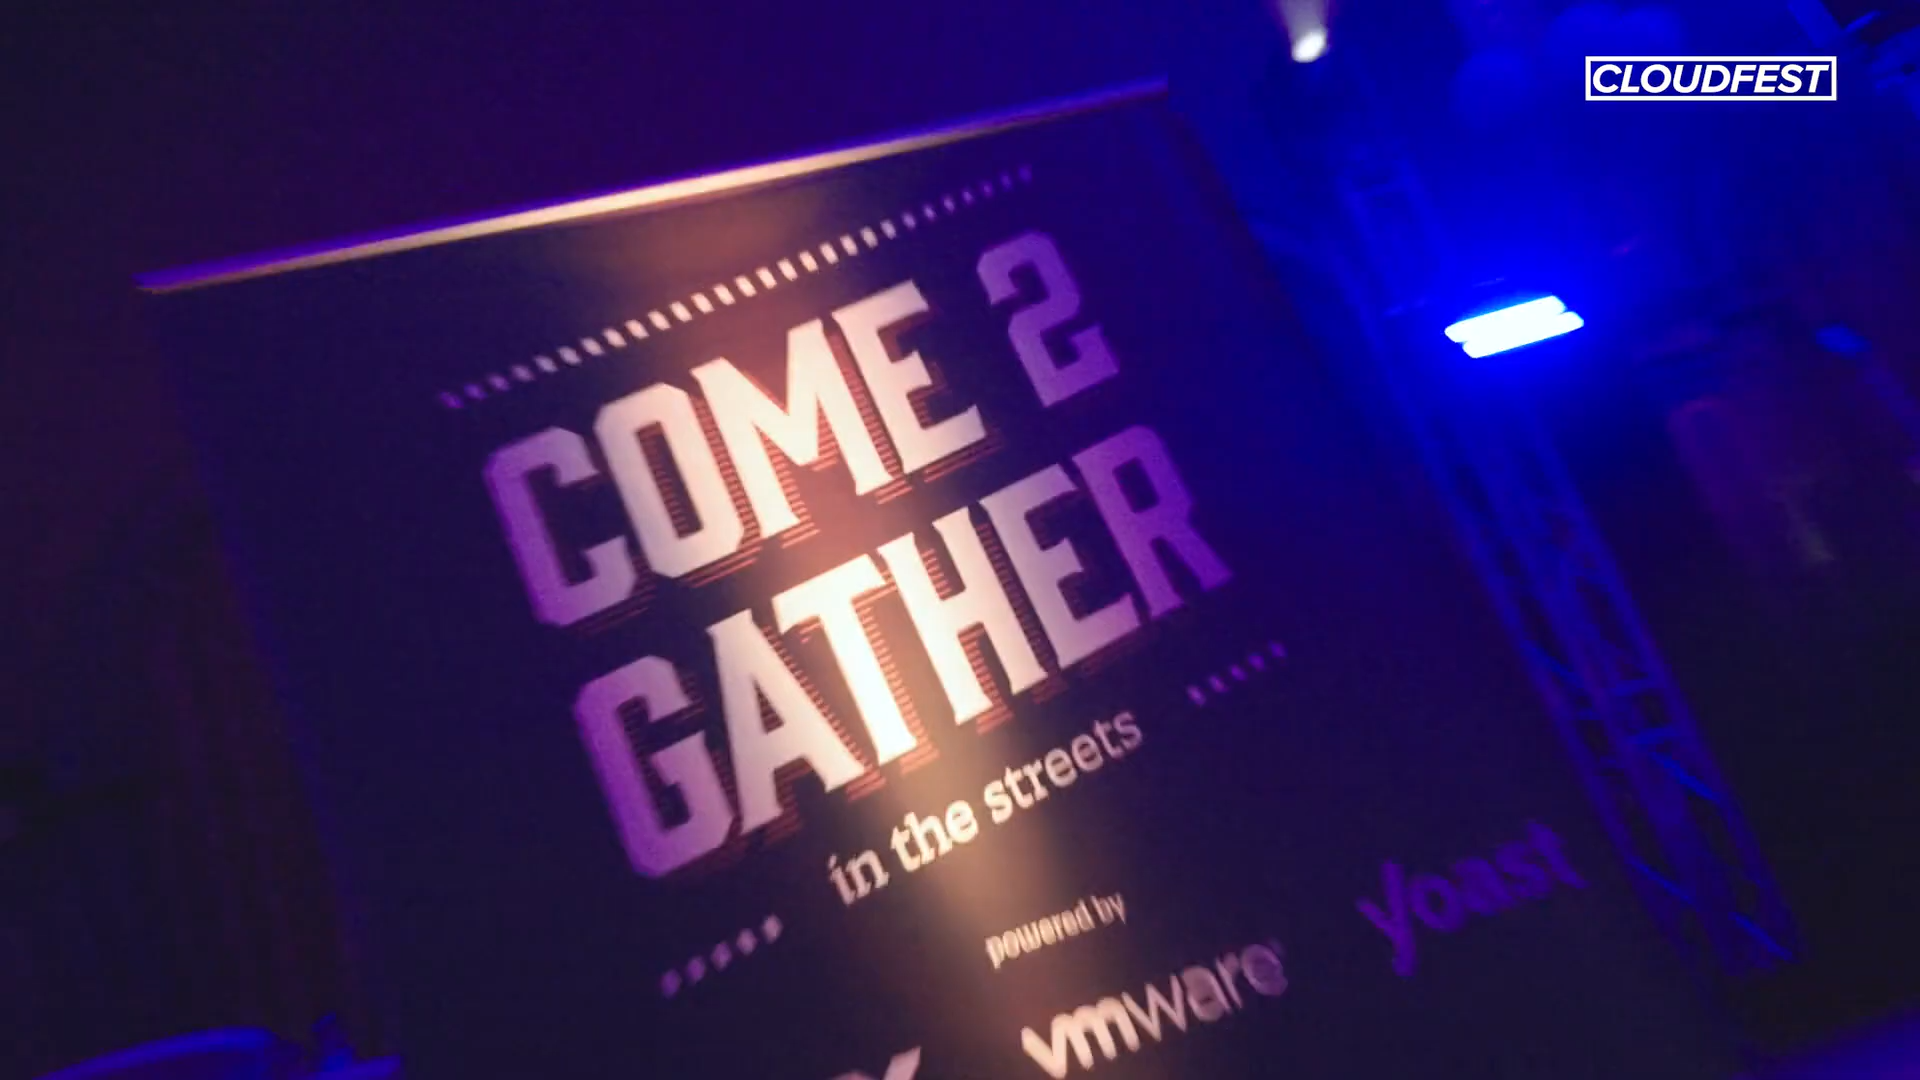 CLOUDFEST
COME 2
GATHER
in the streets
powered by
vmware
yoast